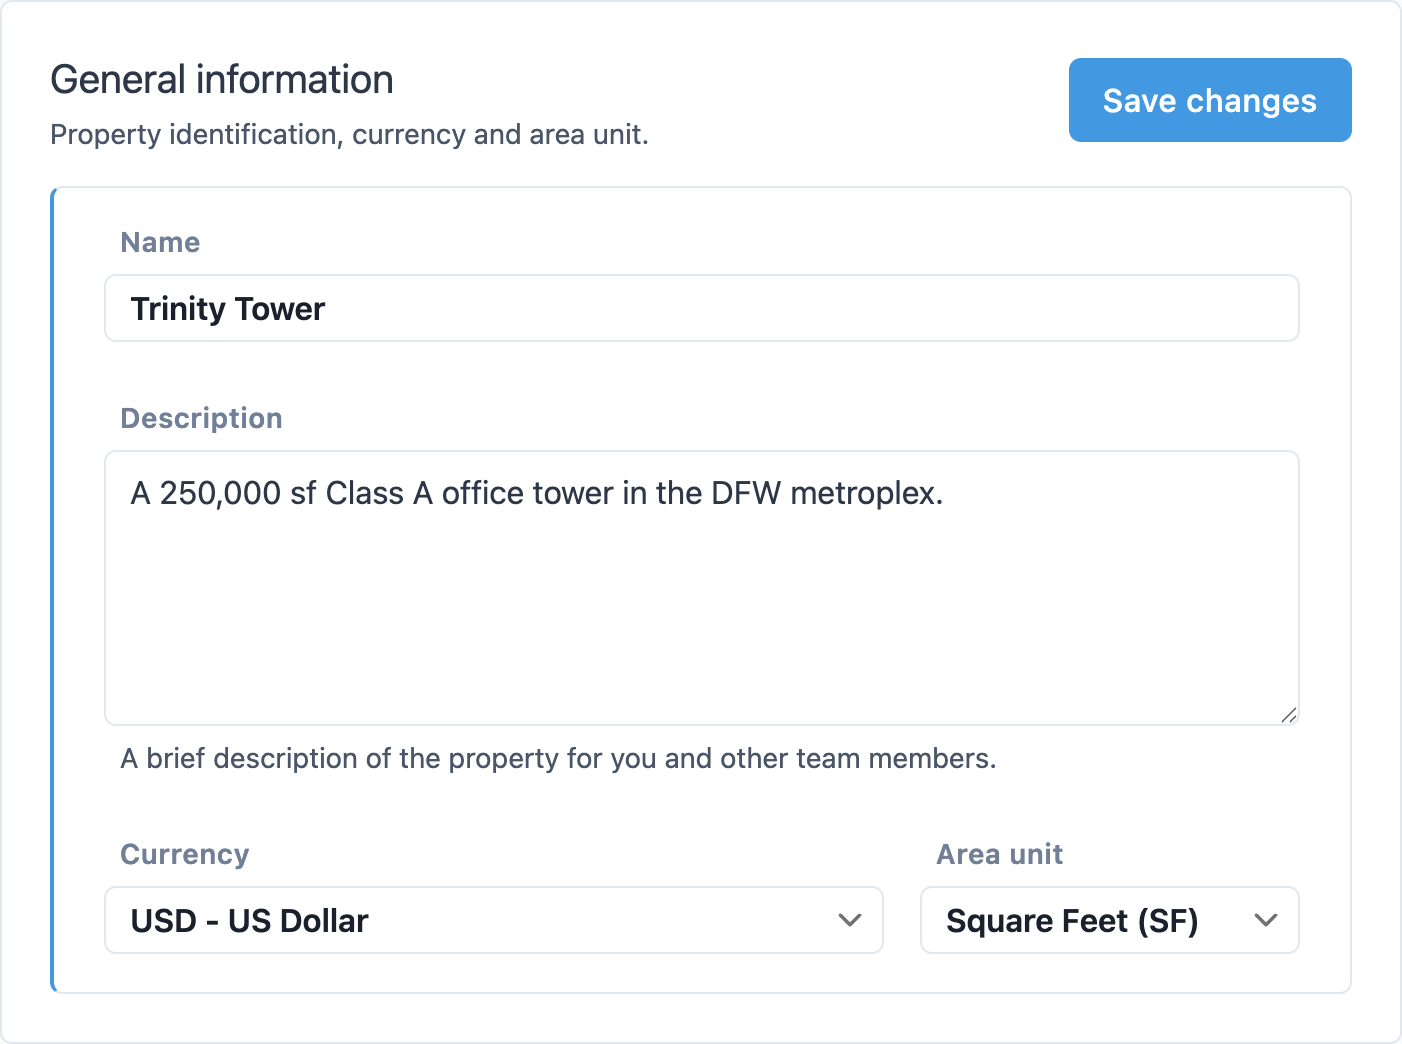 General information
Save changes
Property identification, currency and area unit.
Name
Trinity Tower
Description
A 250,000 sf Class A office tower in the DFW metroplex.
A brief description of the property for you and other team members.
Currency
Area unit
USD - US Dollar
Square Feet (SF)